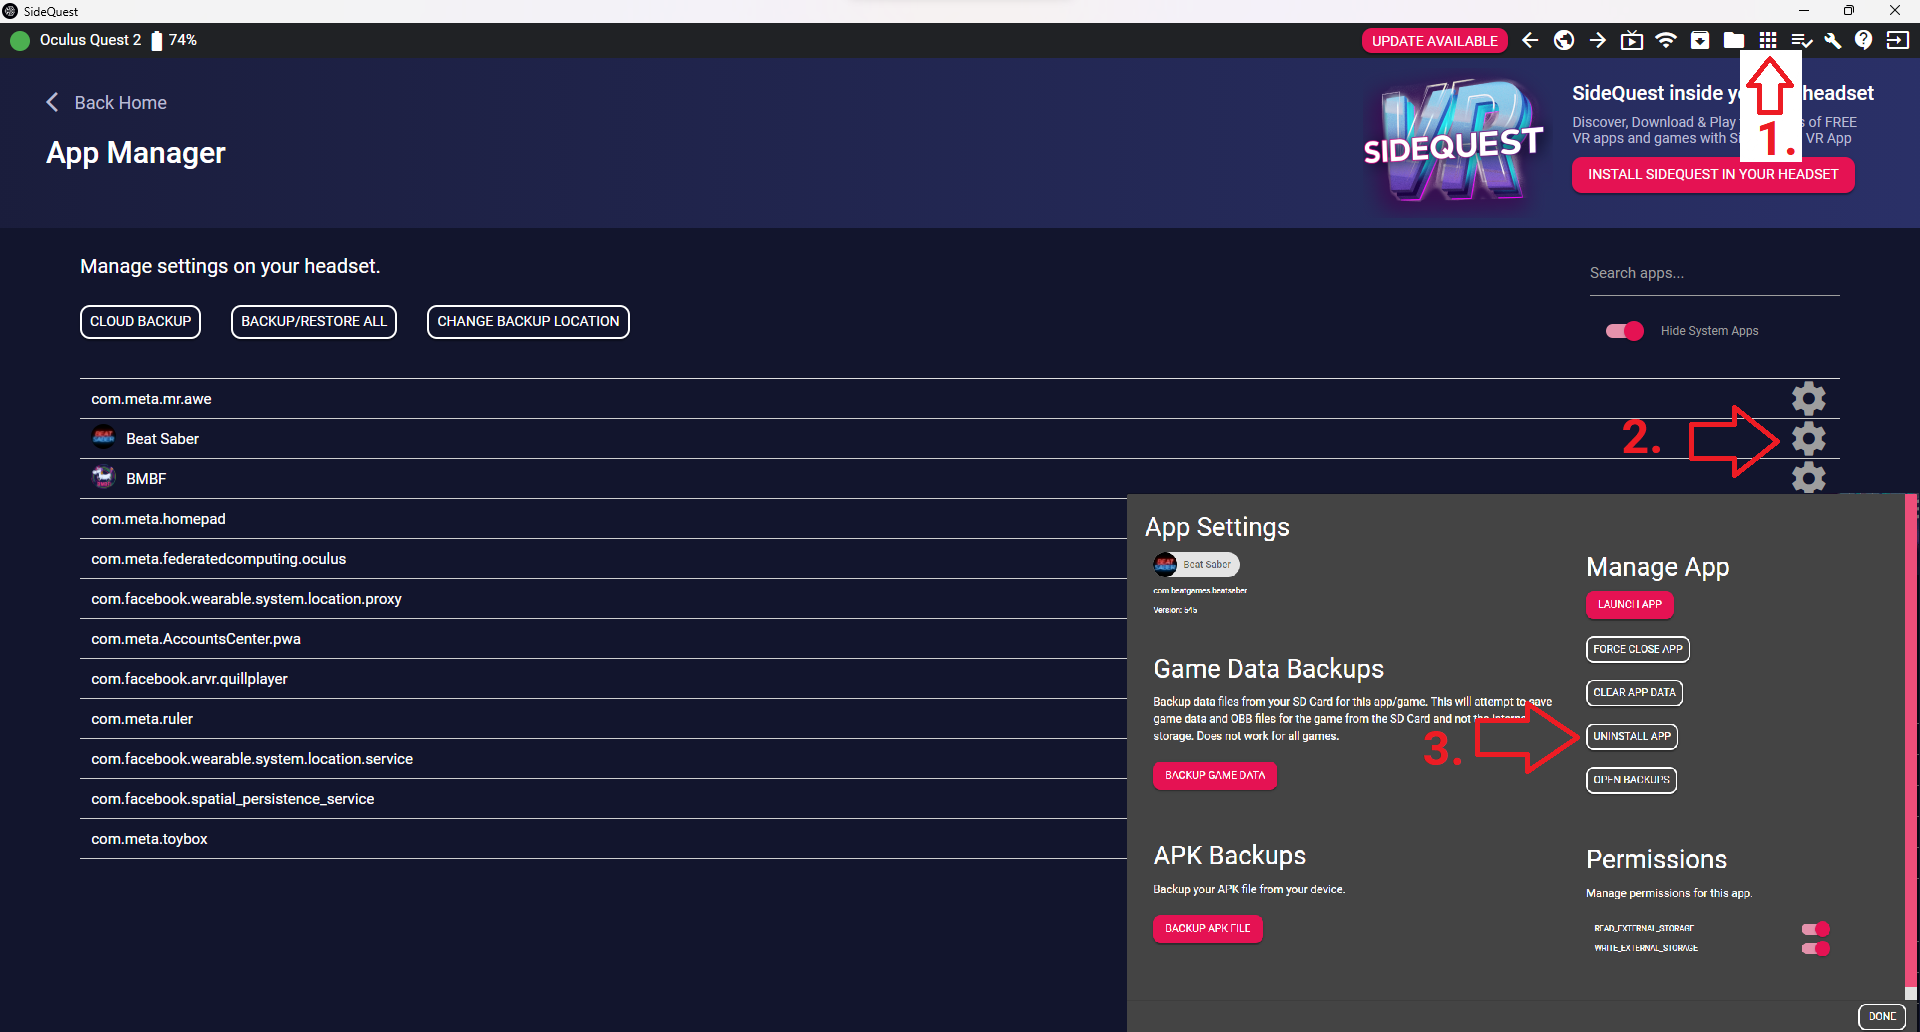 SideQuest
Oculus Quest 2 74%
UPDATE AVAILABLE
Back Home
App Manager
VR
SIDEQUEST
SideQuest inside headset
Discover, Download & Play of FREE
VR apps and games with VR App
1.
INSTALL SIDEQUEST IN YOUR HEADSET
Manage settings on your headset.
Search apps...
CLOUD BACKUP
BACKUP/RESTORE ALL
CHANGE BACKUP LOCATION
Hide System Apps
com.meta.mr.awe
BEAT SABER
Beat Saber
2.
BMBF
com.meta.homepad
com.meta.federatedcomputing.oculus
com.facebook.wearable.system.location.proxy
com.meta.AccountsCenter.pwa
com.facebook.arvr.quillplayer
com.meta.ruler
com.facebook.wearable.system.location.service
com.facebook.spatial_persistence_service
com.meta.toybox
App Settings
BEAT SABER
Beat Saber
com.beatgames.beatsaber
Version: 545
Game Data Backups
Backup data files from your SD Card for this app/game. This will attempt to save
game data and OBB files for the game from the SD Card and not the internal
storage. Does not work for all games.
3.
BACKUP GAME DATA
APK Backups
Backup your APK file from your device.
BACKUP APK FILE
Manage App
LAUNCH APP
FORCE CLOSE APP
CLEAR APP DATA
UNINSTALL APP
OPEN BACKUPS
Permissions
Manage permissions for this app.
READ_EXTERNAL_STORAGE
WRITE_EXTERNAL_STORAGE
DONE